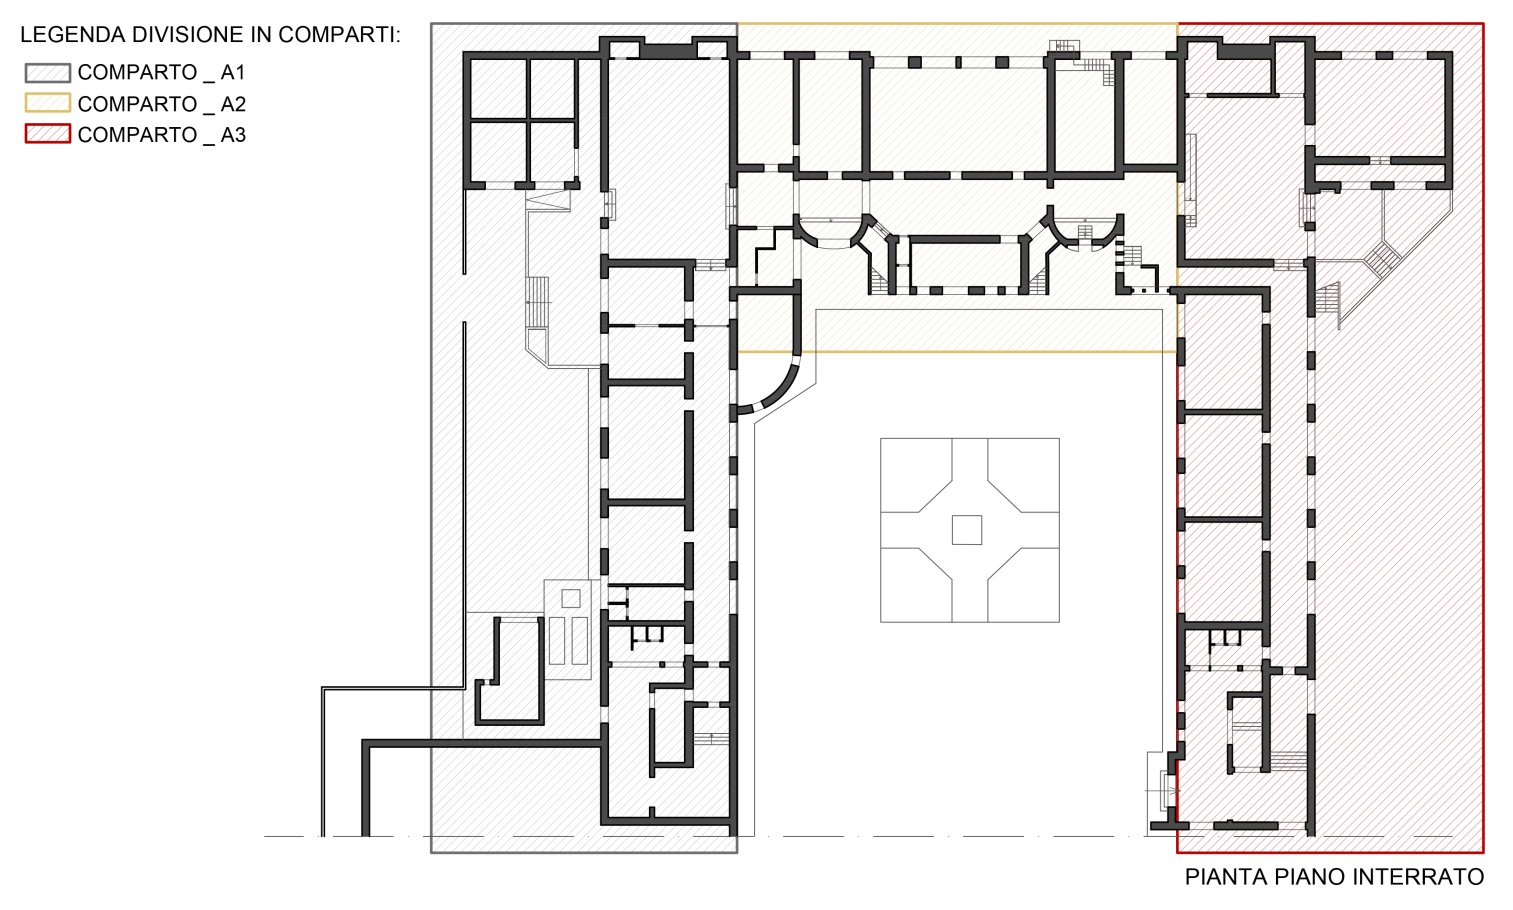 LEGENDA DIVISIONE IN COMPARTI:
COMPARTO _ A1
COMPARTO _ A2
COMPARTO _ A3
PIANTA PIANO INTERRATO